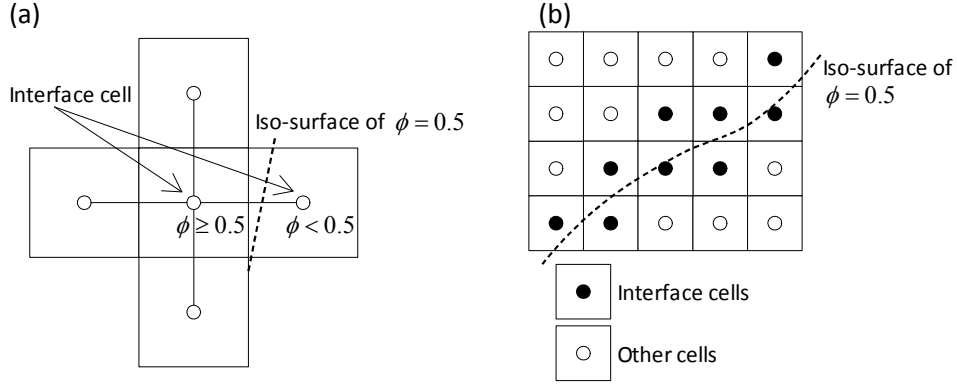 (a)
Interface cell
Iso-surface of ϕ = 0.5
ϕ ≥ 0.5
ϕ < 0.5
(b)
Iso-surface of
ϕ = 0.5
Interface cells
Other cells